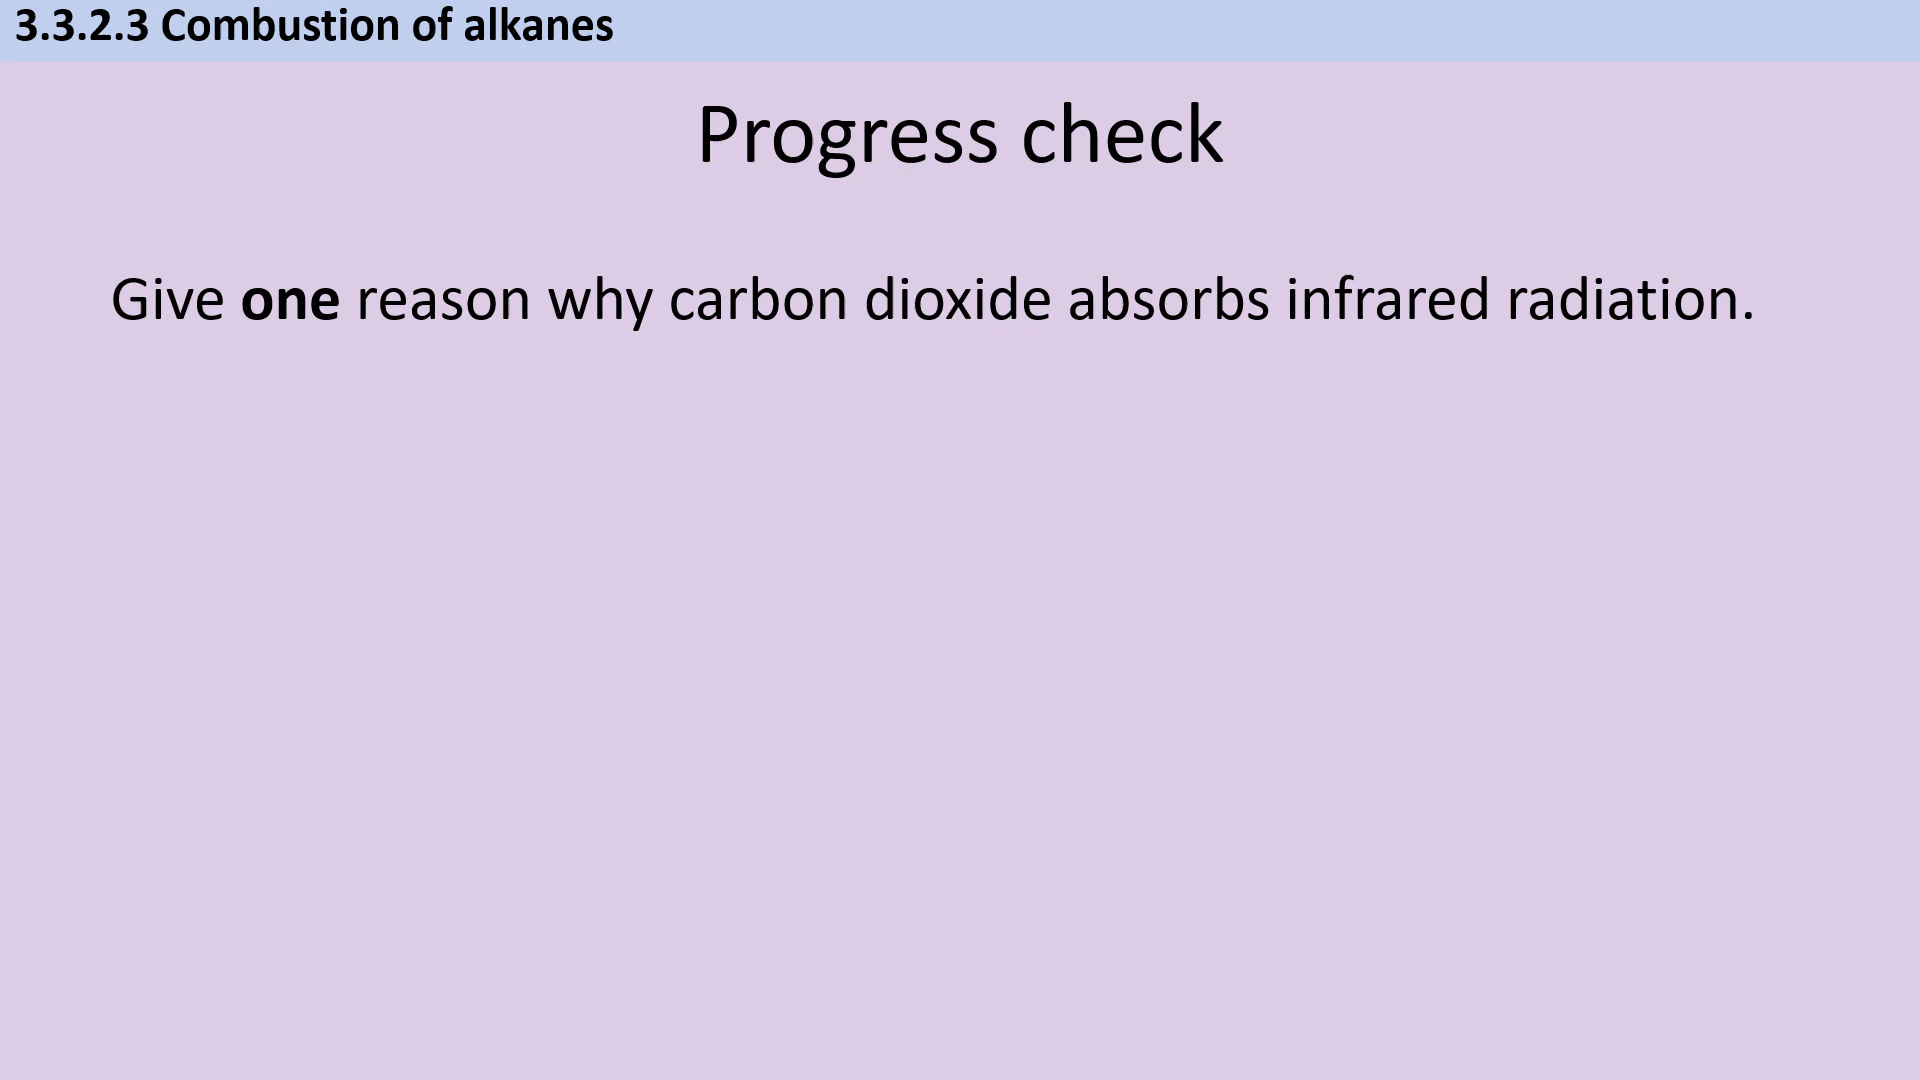 3.3.2.3 Combustion of alkanes
Progress check
Give one reason why carbon dioxide absorbs infrared radiation.